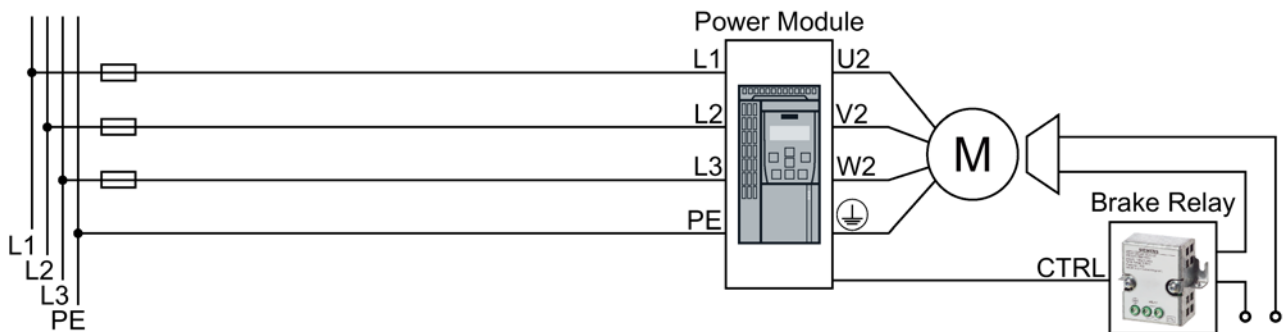 Power Module
L1
U2
L2
V2
L3
W2
PE
M
Brake Relay
CTRL
L1
L2
L3
PE